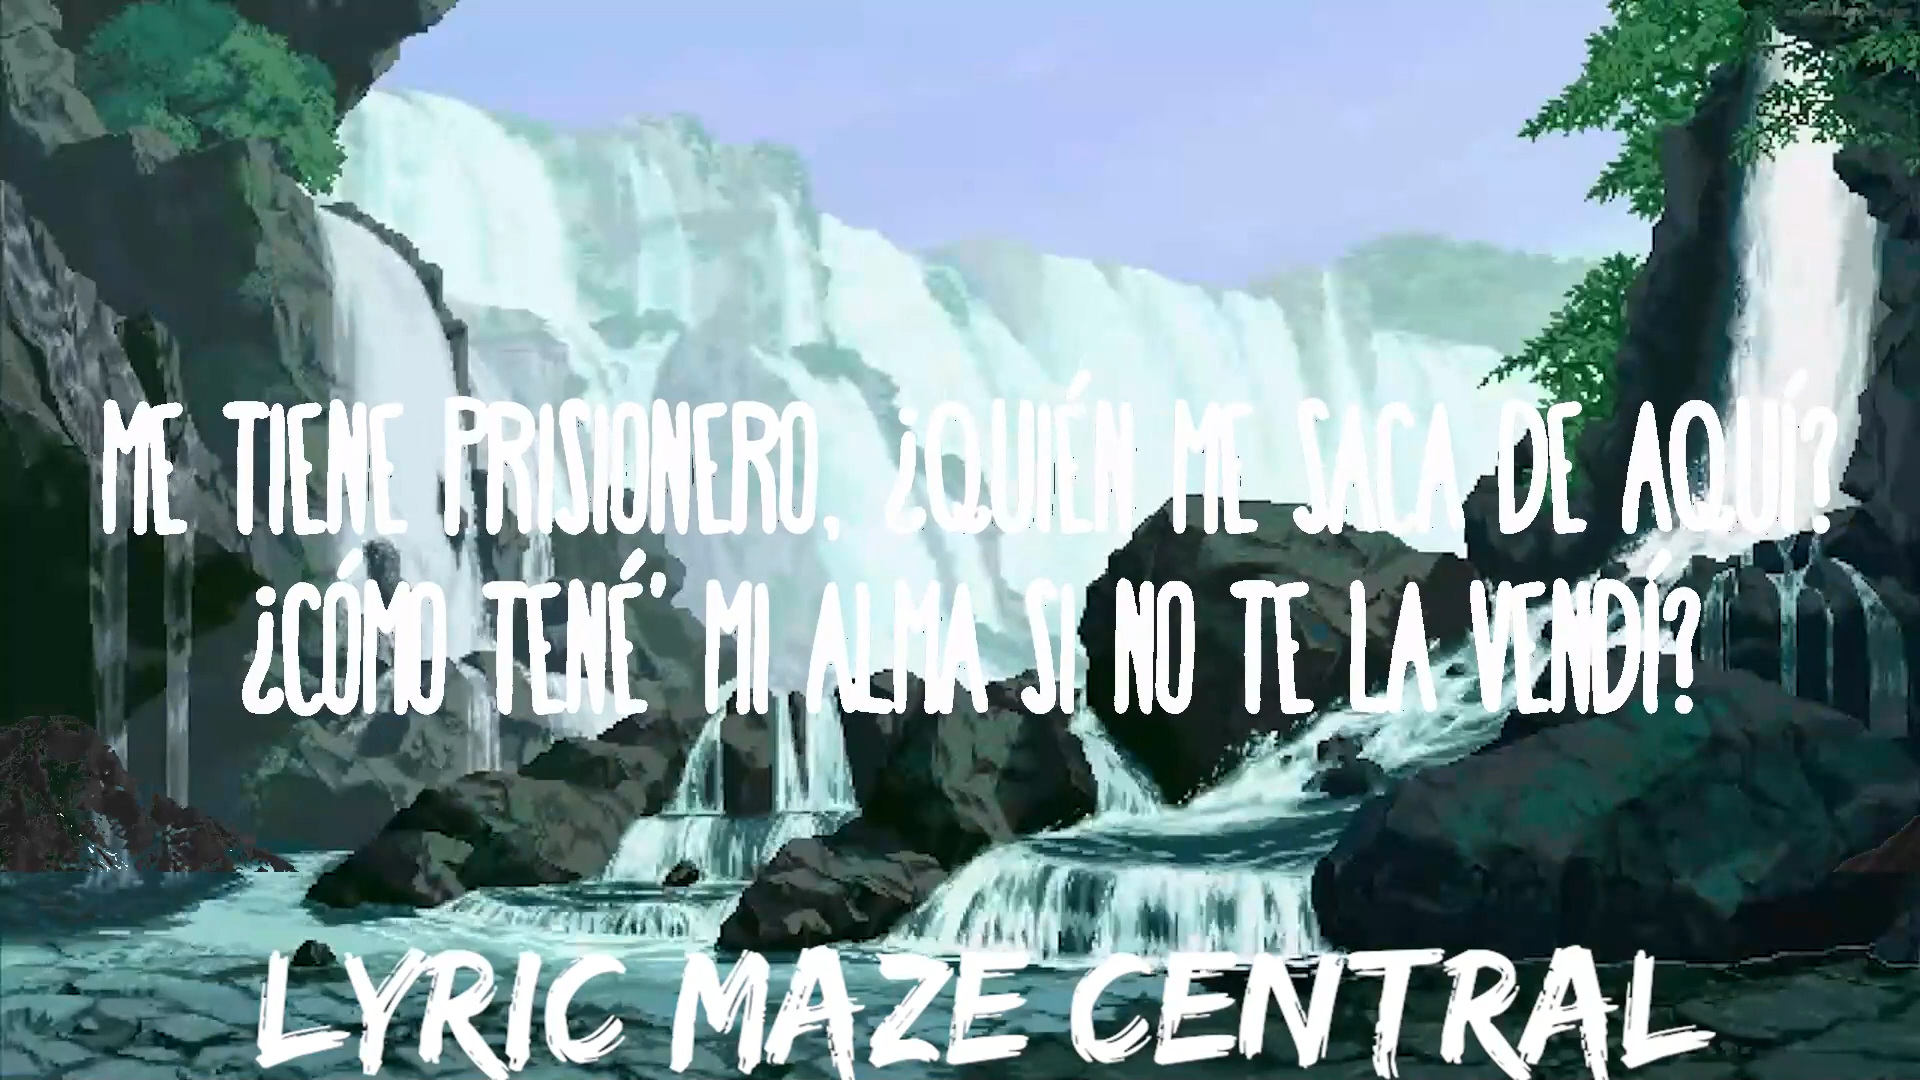 ME TIENE PRISIONERO, ¿QUIÉN ME SACA DE AQUÍ?
¿CÓMO TENÉ' MI ALMA SI NO TE LA VENDÍ?
LYRIC MAZE CENTRAL